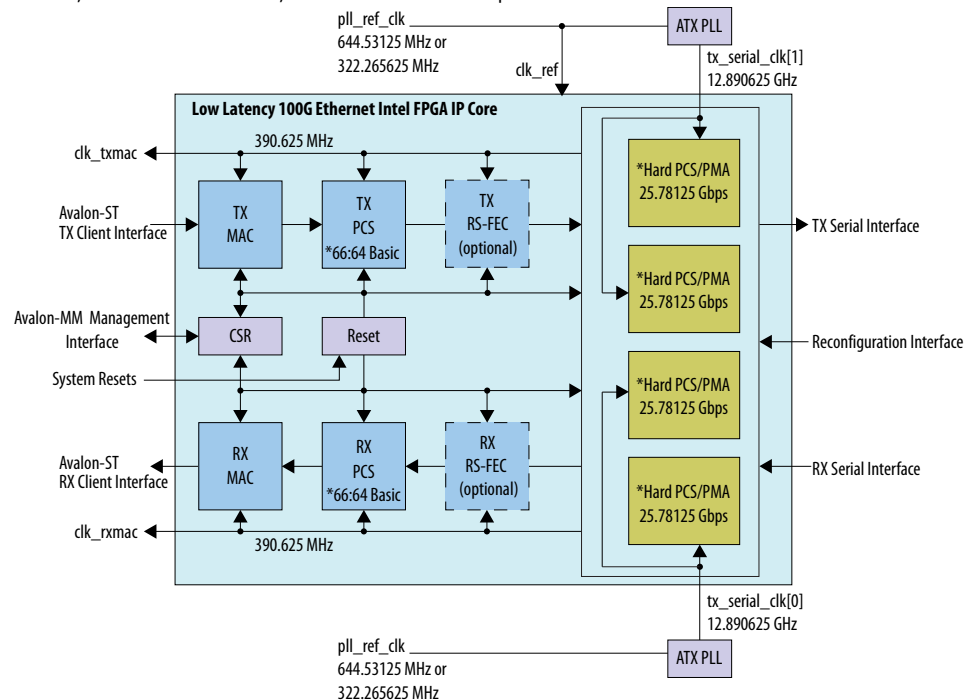 pll_ref_clk
644.53125 MHz or
322.265625 MHz
ATX PLL
clk_ref
tx_serial_clk[1]
12.890625 GHz
Low Latency 100G Ethernet Intel FPGA IP Core
390.625 MHz
clk_txmac
*Hard PCS/PMA
25.78125 Gbps
Avalon-ST
TX Client Interface
TX
MAC
TX
PCS
*66:64 Basic
TX
RS-FEC
(optional)
TX Serial Interface
*Hard PCS/PMA
25.78125 Gbps
Avalon-MM Management
Interface
CSR
Reset
Reconfiguration Interface
System Resets
*Hard PCS/PMA
25.78125 Gbps
Avalon-ST
RX Client Interface
RX
MAC
RX
PCS
*66:64 Basic
RX
RS-FEC
(optional)
RX Serial Interface
*Hard PCS/PMA
25.78125 Gbps
clk_rxmac
390.625 MHz
tx_serial_clk[0]
12.890625 GHz
pll_ref_clk
644.53125 MHz or
322.265625 MHz
ATX PLL